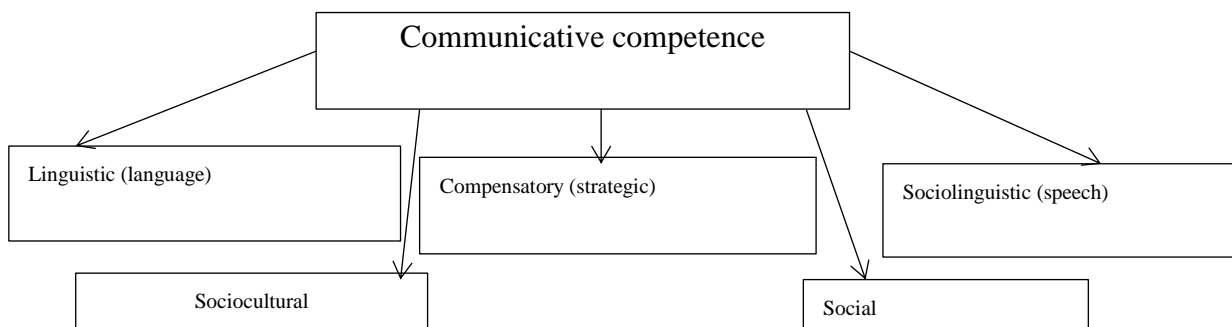 Communicative competence
Linguistic (language)
Compensatory (strategic)
Sociolinguistic (speech)
Sociocultural
Social